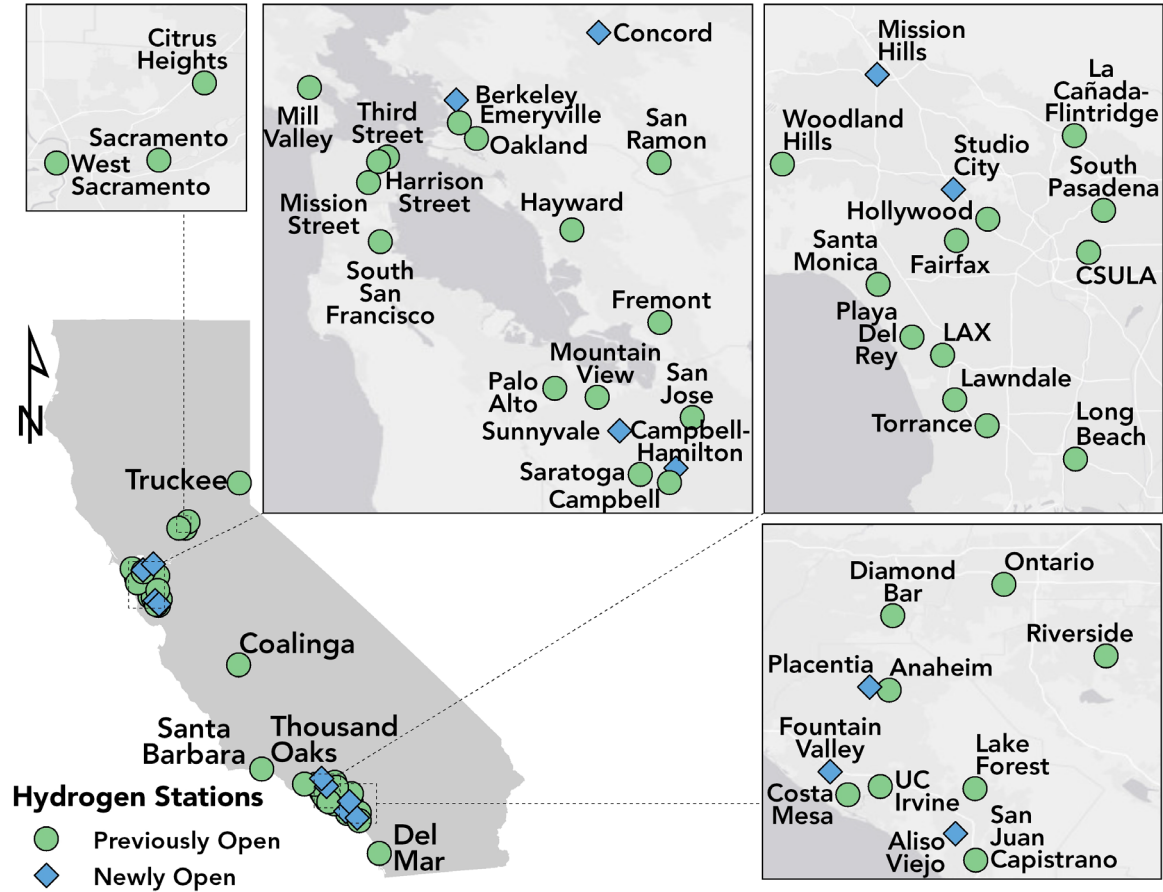 Citrus
Heights
Sacramento
West
Sacramento
Concord
Mill
Valley
Third
Street
Berkeley
Emeryville
Oakland
San
Ramon
Harrison
Street
Mission
Street
Hayward
South
San
Francisco
Fremont
Mountain
View
Palo
Alto
San
Jose
Sunnyvale
Campbell-
Hamilton
Saratoga
Campbell
Mission
Hills
La
Cañada-
Flintridge
Woodland
Hills
Studio
City
South
Pasadena
Hollywood
Santa
Monica
Fairfax
CSULA
Playa
Del
Rey
LAX
Lawndale
Torrance
Long
Beach
N
Truckee
Coalinga
Santa
Barbara
Thousand
Oaks
Del
Mar
Diamond
Bar
Ontario
Riverside
Placentia
Anaheim
Fountain
Valley
Lake
Forest
Costa
Mesa
UC
Irvine
Aliso
Viejo
San
Juan
Capistrano
Hydrogen Stations
Previously Open
Newly Open